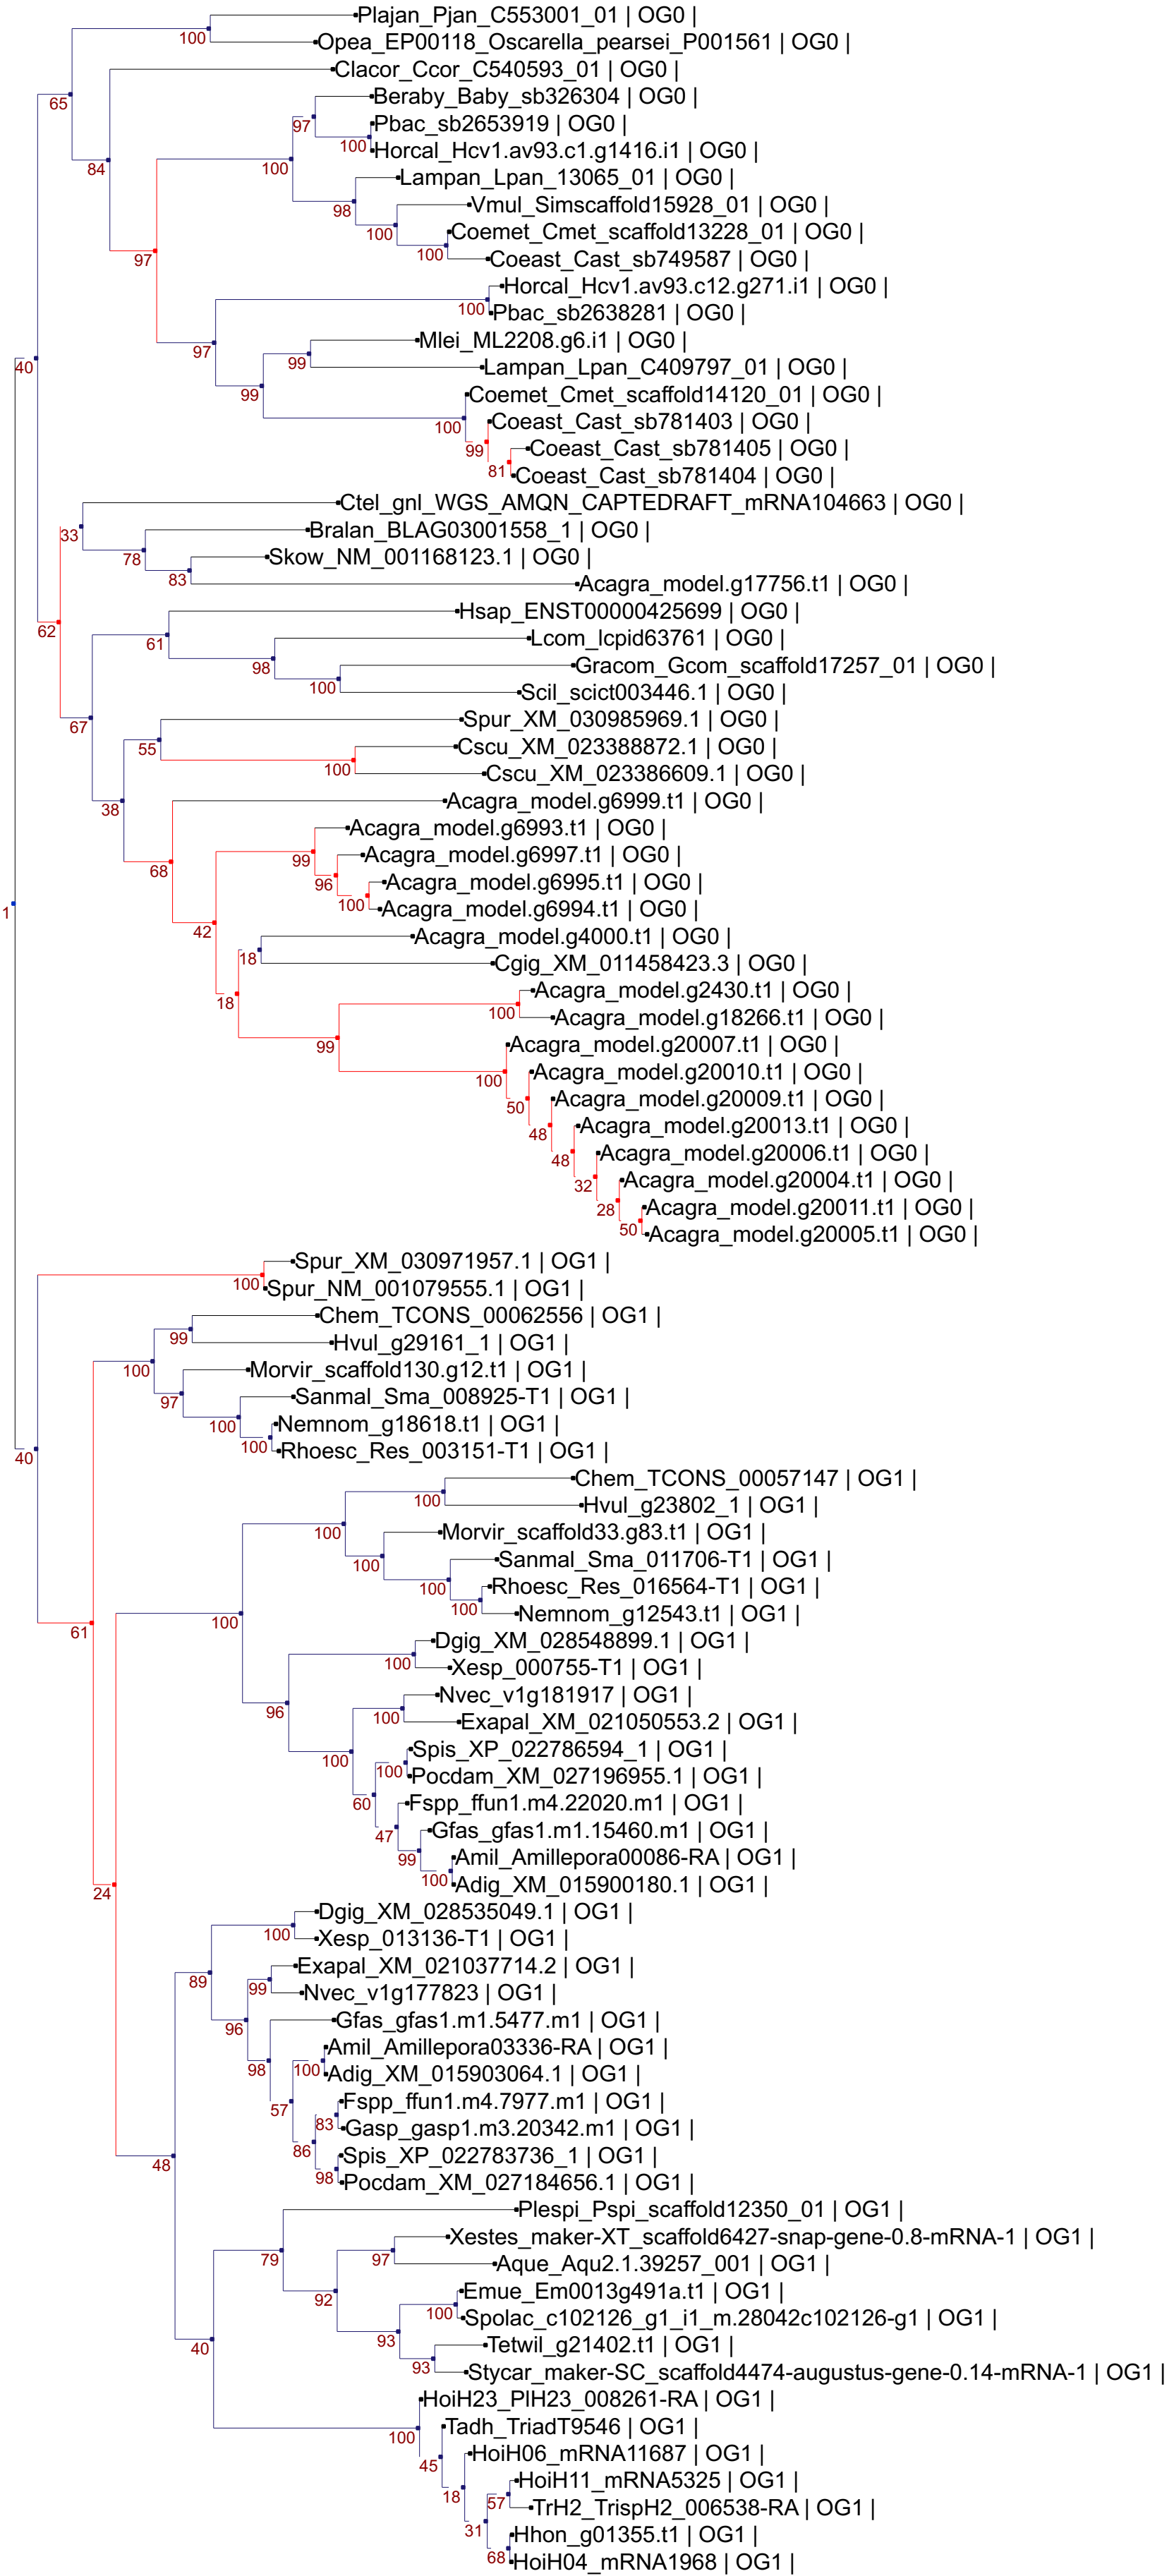 Plajan_Pjan_C553001_01 | OG0 |
100
Opea_EP00118_Oscarella_pearsei_P001561 | OG0 |
Clacor_Ccor_C540593_01 | OG0 |
65
Beraby_Baby_sb326304 | OG0 |
97
Pbac_sb2653919 | OG0 |
100
Horcal_Hcv1.av93.c1.g1416.i1 | OG0 |
84
100
Lampan_Lpan_13065_01 | OG0 |
Vmul_Simscaffold15928_01 | OG0 |
98
Coemet_Cmet_scaffold13228_01 | OG0 |
100
100
Coeast_Cast_sb749587 | OG0 |
97
Horcal_Hcv1.av93.c12.g271.i1 | OG0 |
100
Pbac_sb2638281 | OG0 |
Mlei_ML2208.g6.i1 | OG0 |
97
99
Lampan_Lpan_C409797_01 | OG0 |
40
99
Coemet_Cmet_scaffold14120_01 | OG0 |
Coeast_Cast_sb781403 | OG0 |
100
Coeast_Cast_sb781405 | OG0 |
99
81
Coeast_Cast_sb781404 | OG0 |
Ctel_gnl_WGS_AMQN_CAPTEDRAFT_mRNA104663 | OG0 |
33
Bralan_BLAG03001558_1 | OG0 |
78
Skow_NM_001168123.1 | OG0 |
83
Acagra_model.g17756.t1 | OG0 |
Hsap_ENST00000425699 | OG0 |
62
61
Lcom_lcpid63761 | OG0 |
98
Gracom_Gcom_scaffold17257_01 | OG0 |
100
Scil_scict003446.1 | OG0 |
67
Spur_XM_030985969.1 | OG0 |
55
Cscu_XM_023388872.1 | OG0 |
100
Cscu_XM_023386609.1 | OG0 |
38
Acagra_model.g6999.t1 | OG0 |
Acagra_model.g6993.t1 | OG0 |
99
Acagra_model.g6997.t1 | OG0 |
68
96
Acagra_model.g6995.t1 | OG0 |
100
Acagra_model.g6994.t1 | OG0 |
42
Acagra_model.g4000.t1 | OG0 |
18
Cgig_XM_011458423.3 | OG0 |
1
Acagra_model.g2430.t1 | OG0 |
18
100
Acagra_model.g18266.t1 | OG0 |
99
Acagra_model.g20007.t1 | OG0 |
Acagra_model.g20010.t1 | OG0 |
100
Acagra_model.g20009.t1 | OG0 |
50
Acagra_model.g20013.t1 | OG0 |
48
Acagra_model.g20006.t1 | OG0 |
48
Acagra_model.g20004.t1 | OG0 |
32
Acagra_model.g20011.t1 | OG0 |
28
50
Acagra_model.g20005.t1 | OG0 |
Spur_XM_030971957.1 | OG1 |
100
Spur_NM_001079555.1 | OG1 |
Chem_TCONS_00062556 | OG1 |
99
Hvul_g29161_1 | OG1 |
100
Morvir_scaffold130.g12.t1 | OG1 |
97
Sanmal_Sma_008925-T1 | OG1 |
100
Nemnom_g18618.t1 | OG1 |
100
Rhoesc_Res_003151-T1 | OG1 |
40
Chem_TCONS_00057147 | OG1 |
100
Hvul_g23802_1 | OG1 |
100
Morvir_scaffold33.g83.t1 | OG1 |
100
Sanmal_Sma_011706-T1 | OG1 |
100
Rhoesc_Res_016564-T1 | OG1 |
100
Nemnom_g12543.t1 | OG1 |
100
61
Dgig_XM_028548899.1 | OG1 |
100
Xesp_000755-T1 | OG1 |
Nvec_v1g181917 | OG1 |
96
100
Exapal_XM_021050553.2 | OG1 |
Spis_XP_022786594_1 | OG1 |
100
100
Pocdam_XM_027196955.1 | OG1 |
60
Fspp_ffun1.m4.22020.m1 | OG1 |
47
Gfas_gfas1.m1.15460.m1 | OG1 |
99
Amil_Amillepora00086-RA | OG1 |
100
Adig_XM_015900180.1 | OG1 |
24
Dgig_XM_028535049.1 | OG1 |
100
Xesp_013136-T1 | OG1 |
Exapal_XM_021037714.2 | OG1 |
89
99
Nvec_v1g177823 | OG1 |
96
Gfas_gfas1.m1.5477.m1 | OG1 |
Amil_Amillepora03336-RA | OG1 |
98
100
Adig_XM_015903064.1 | OG1 |
57
Fspp_ffun1.m4.7977.m1 | OG1 |
83
Gasp_gasp1.m3.20342.m1 | OG1 |
86
Spis_XP_022783736_1 | OG1 |
48
98
Pocdam_XM_027184656.1 | OG1 |
Plespi_Pspi_scaffold12350_01 | OG1 |
79
Xestes_maker-XT_scaffold6427-snap-gene-0.8-mRNA-1 | OG1 |
97
Aque_Aqu2.1.39257_001 | OG1 |
92
Emue_Em0013g491a.t1 | OG1 |
100
Spolac_c102126_g1_i1_m.28042c102126-g1 | OG1 |
93
40
Tetwil_g21402.t1 | OG1 |
93
Stycar_maker-SC_scaffold4474-augustus-gene-0.14-mRNA-1 | OG1 |
HoiH23_PlH23_008261-RA | OG1 |
100
Tadh_TriadT9546 | OG1 |
45
HoiH06_mRNA11687 | OG1 |
18
HoiH11_mRNA5325 | OG1 |
57
TrH2_TrispH2_006538-RA | OG1 |
31
Hhon_g01355.t1 | OG1 |
68
HoiH04_mRNA1968 | OG1 |